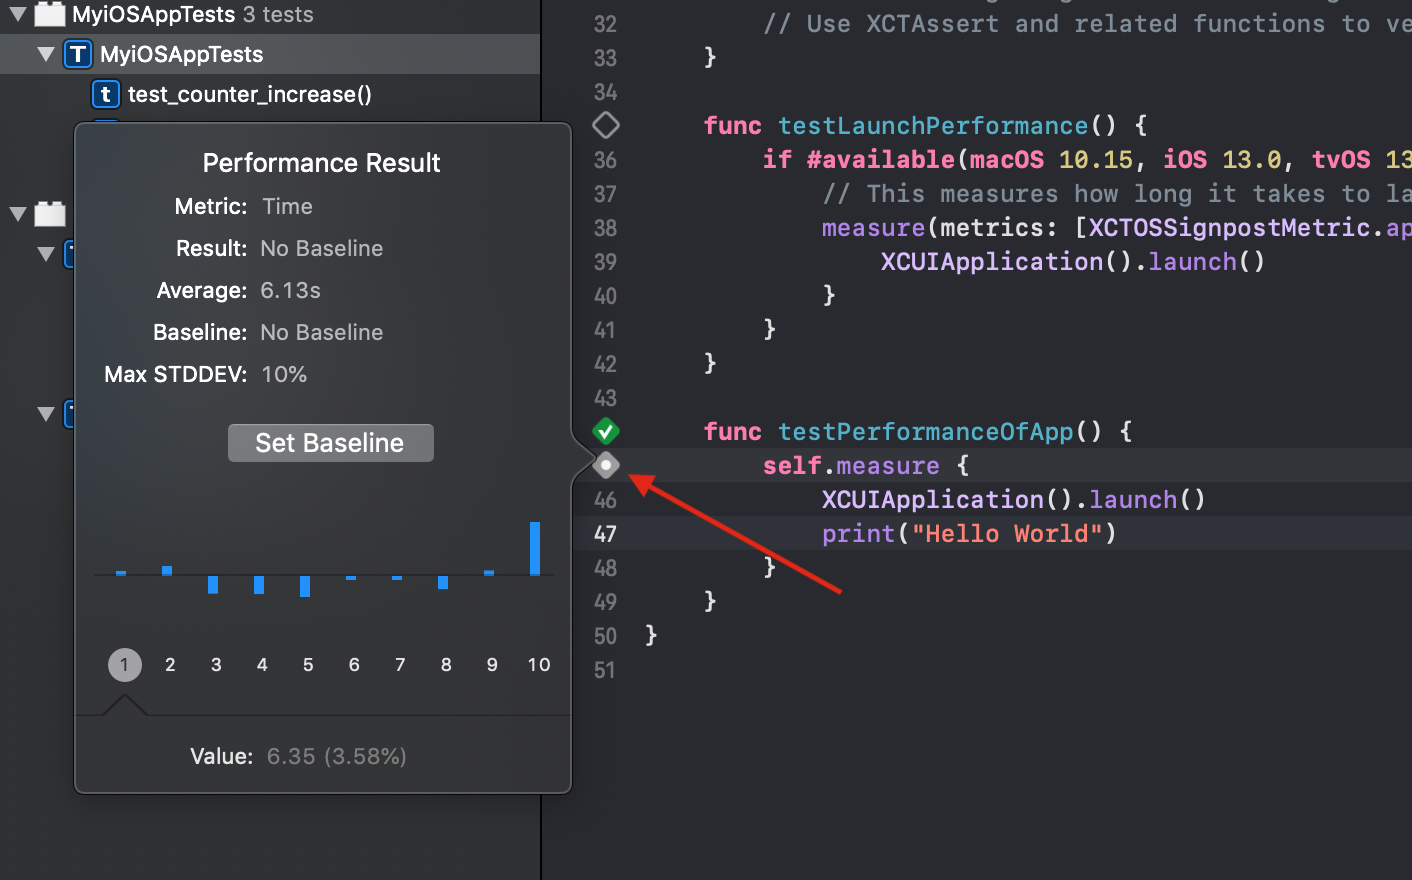 MyiOSAppTests 3 tests
T MyiOSAppTests
t test_counter_increase()
Performance Result
Metric: Time
Result: No Baseline
Average: 6.13s
Baseline: No Baseline
Max STDDEV: 10%
Set Baseline
1 2 3 4 5 6 7 8 9 10
Value: 6.35 (3.58%)
32 // Use XCTAssert and related functions to ve
33 }
34
func testLaunchPerformance() {
36 if #available(macOS 10.15, iOS 13.0, tvOS 13
37 // This measures how long it takes to la
38 measure(metrics: [XCTOSSignpostMetric.ap
39 XCUIApplication().launch()
40 }
41 }
42 }
43
func testPerformanceOfApp() {
self.measure {
46 XCUIApplication().launch()
47 print("Hello World")
48 }
49 }
50 }
51